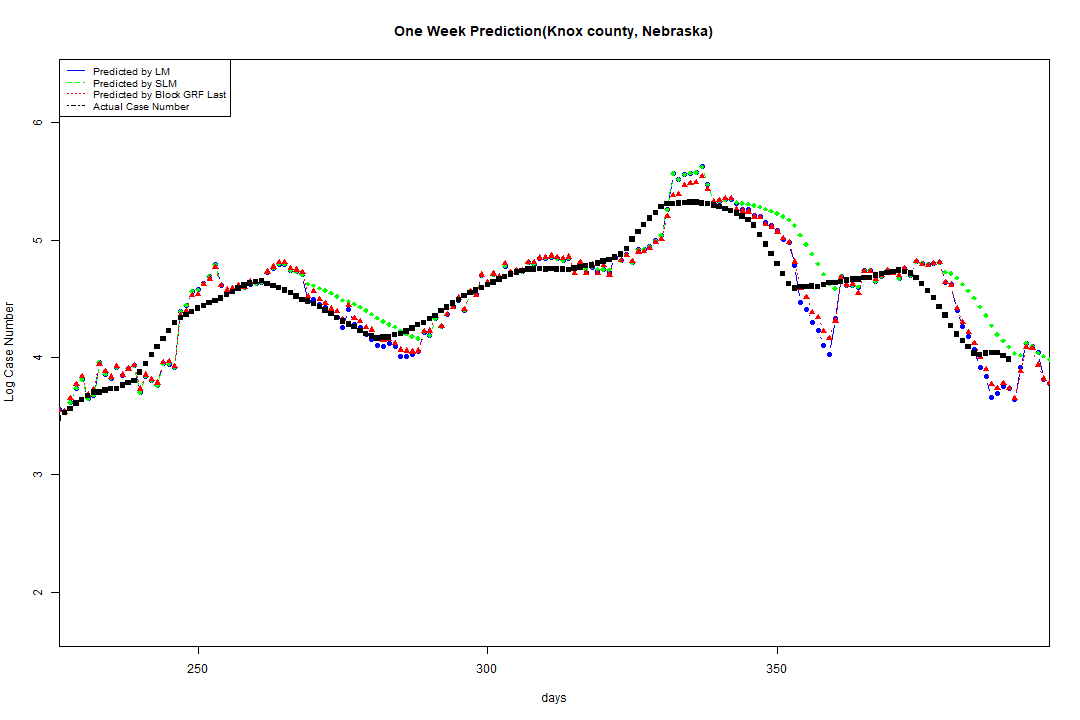 One Week Prediction(Knox county, Nebraska)
Predicted by LM
Predicted by SLM
Predicted by Block GRF Last
Actual Case Number
6
5
4
3
2
Log Case Number
250 300 350
days